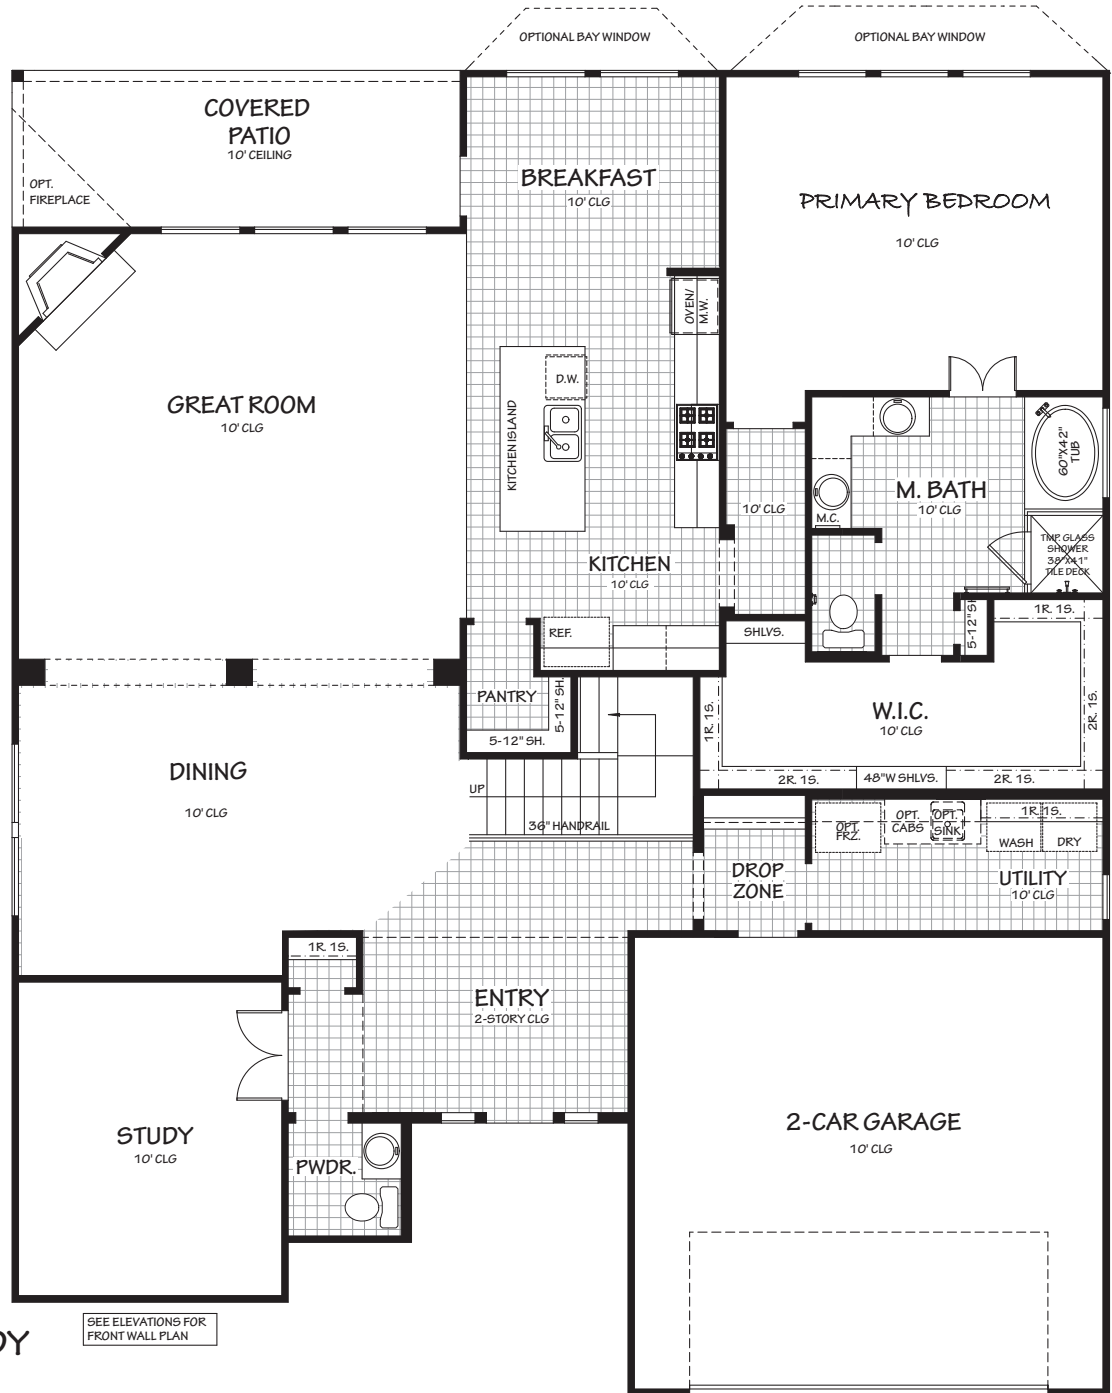 OPTIONAL BAY WINDOW
OPTIONAL BAY WINDOW
COVERED
PATIO
10' CEILING
OPT.
FIREPLACE
BREAKFAST
10' CLG
PRIMARY BEDROOM
10' CLG
OVEN/
M.W.
D.W.
KITCHEN ISLAND
GREAT ROOM
10' CLG
60"X42"
TUB
M. BATH
10' CLG
10' CLG
M.C.
TMP. GLASS
SHOWER
38"X41"
TILE DECK
KITCHEN
10' CLG
REF.
SHLVS.
5-12" SH.
1R. 1S.
PANTRY
5-12" SH.
5-12" SH.
1R. 1S.
W.I.C.
10' CLG
2R. 1S.
2R. 1S.
48"W SHLVS.
2R. 1S.
DINING
10' CLG
UP
36" HANDRAIL
OPT.
FRZ.
OPT.
CABS
OPT.
SINK
1R. 1S.
WASH
DRY
DROP
ZONE
UTILITY
10' CLG
1R. 1S.
ENTRY
2-STORY CLG
STUDY
10' CLG
PWDR.
2-CAR GARAGE
10' CLG
SEE ELEVATIONS FOR
FRONT WALL PLAN